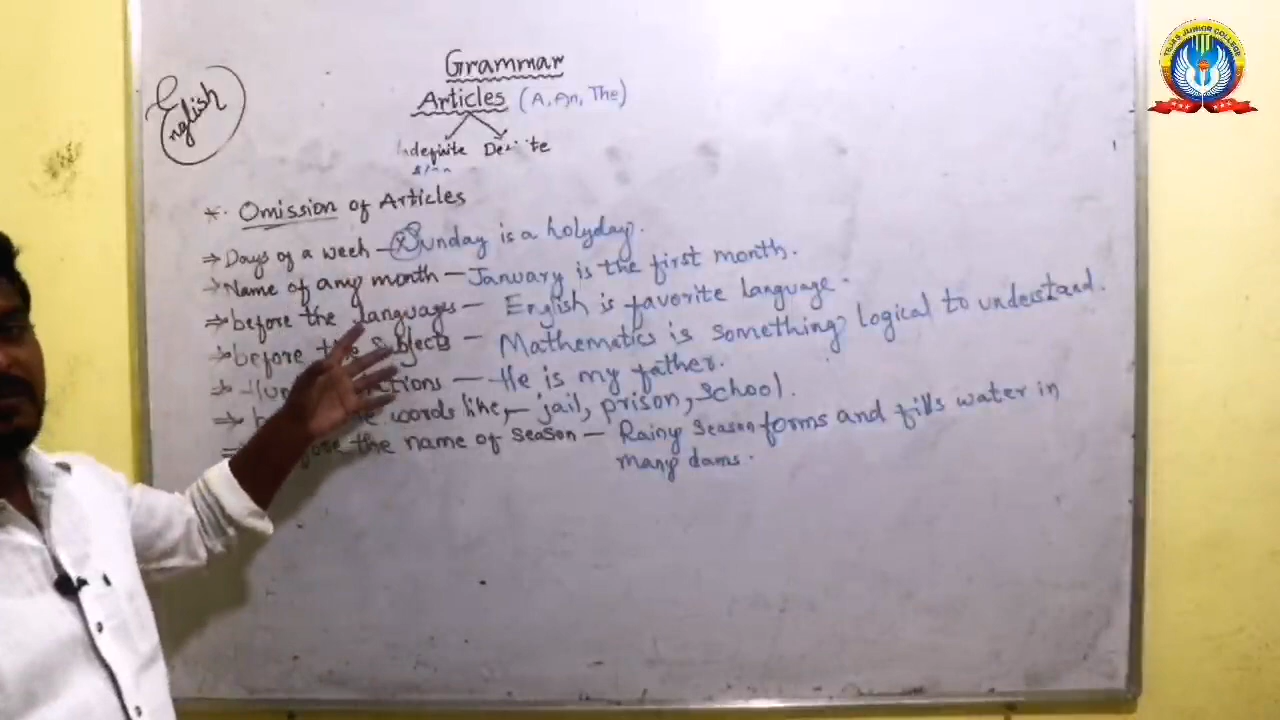 TEJAS JUNIOR COLLEGE
English
Grammar
Articles (A, An, The)
Indefinite
* Omission of Articles
⇒ Days of a week - Sunday is a holyday.
→ Name of any month - January is the first month.
⇒ before the languages - English is favorite language.
→ before the subjects - Mathematics is something logical to understand.
→ - He is my father.
⇒ words like, - jail, prison, school.
the name of season - Rainy season forms and fills water in
many dams.